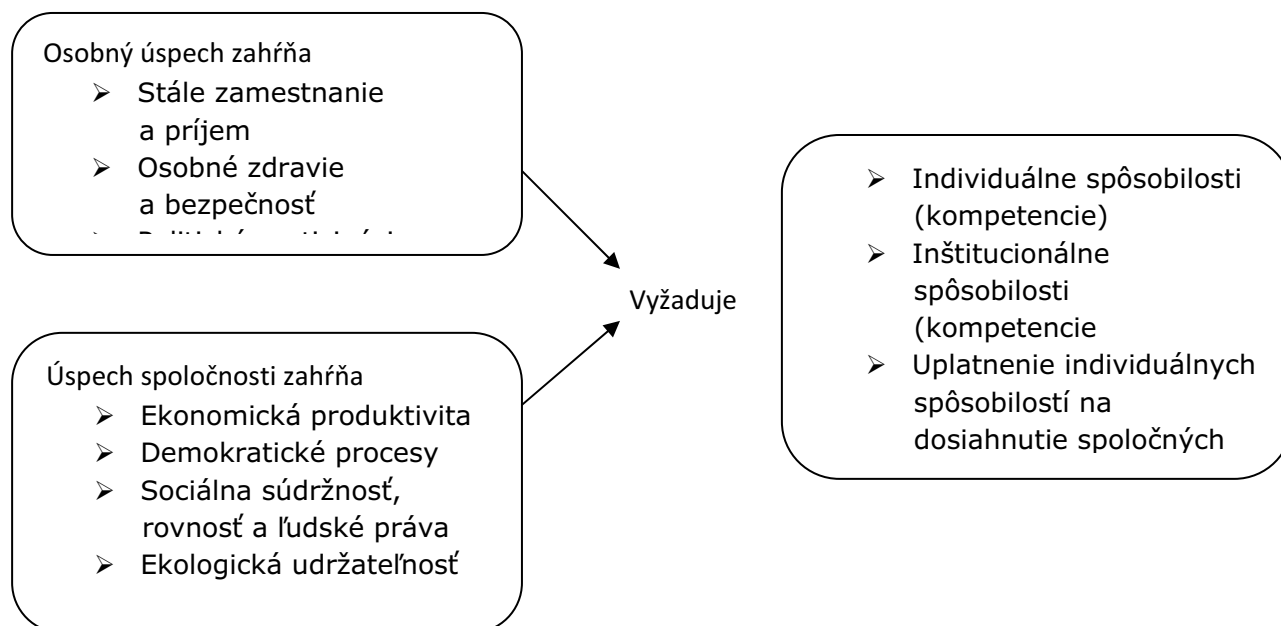 Osobný úspech zahŕňa
➢ Stále zamestnanie
a príjem
➢ Osobné zdravie
a bezpečnosť
Úspech spoločnosti zahŕňa
➢ Ekonomická produktivita
➢ Demokratické procesy
➢ Sociálna súdržnosť,
rovnosť a ľudské práva
➢ Ekologická udržateľnosť
Vyžaduje
➢ Individuálne spôsobilosti
(kompetencie)
➢ Inštitucionálne
spôsobilosti
(kompetencie
➢ Uplatnenie individuálnych
spôsobilostí na
dosiahnutie spoločných